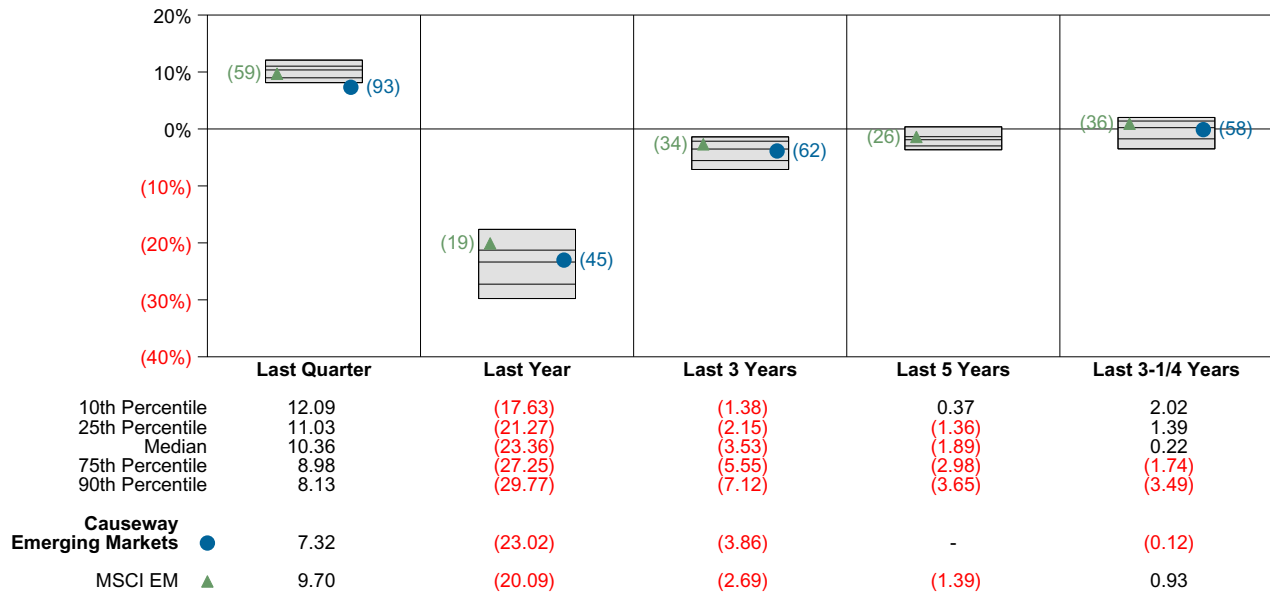 20%
10%
0%
(10%)
(20%)
(30%)
(40%)
(59) (93)
(19) (45)
(34) (62)
(26)
(36) (58)
Last Quarter Last Year Last 3 Years Last 5 Years Last 3-1/4 Years
10th Percentile 12.09 (17.63) (1.38) 0.37 2.02
25th Percentile 11.03 (21.27) (2.15) (1.36) 1.39
Median 10.36 (23.36) (3.53) (1.89) 0.22
75th Percentile 8.98 (27.25) (5.55) (2.98) (1.74)
90th Percentile 8.13 (29.77) (7.12) (3.65) (3.49)
Causeway
Emerging Markets 7.32 (23.02) (3.86) - (0.12)
MSCI EM 9.70 (20.09) (2.69) (1.39) 0.93